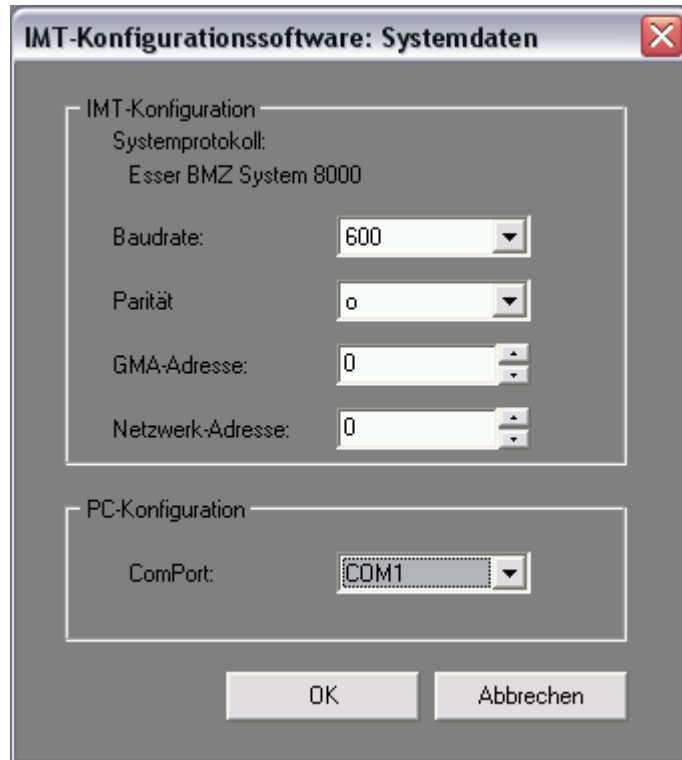 IMT-Konfigurationssoftware: Systemdaten
IMT-Konfiguration
Systemprotokoll:
Esser BMZ System 8000
Baudrate: 600
Parität o
GMA-Adresse: 0
Netzwerk-Adresse: 0
PC-Konfiguration
ComPort: COM1
OK Abbrechen